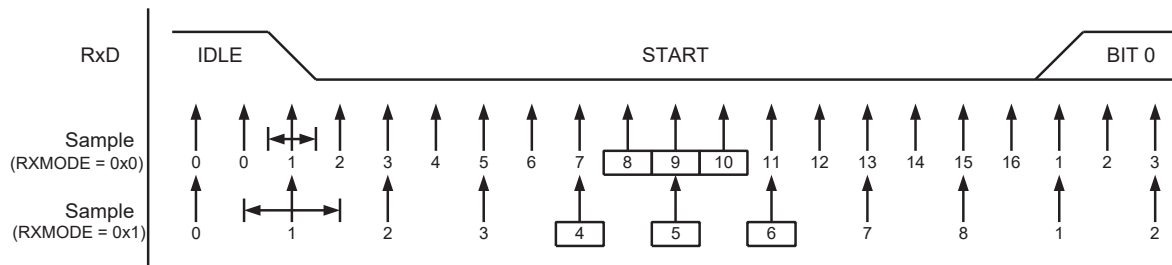 RxD IDLE START BIT 0
Sample
(RXMODE = 0x0) 0 0 1 2 3 4 5 6 7 8 9 10 11 12 13 14 15 16 1 2 3
Sample
(RXMODE = 0x1) 0 1 2 3 4 5 6 7 8 1 2